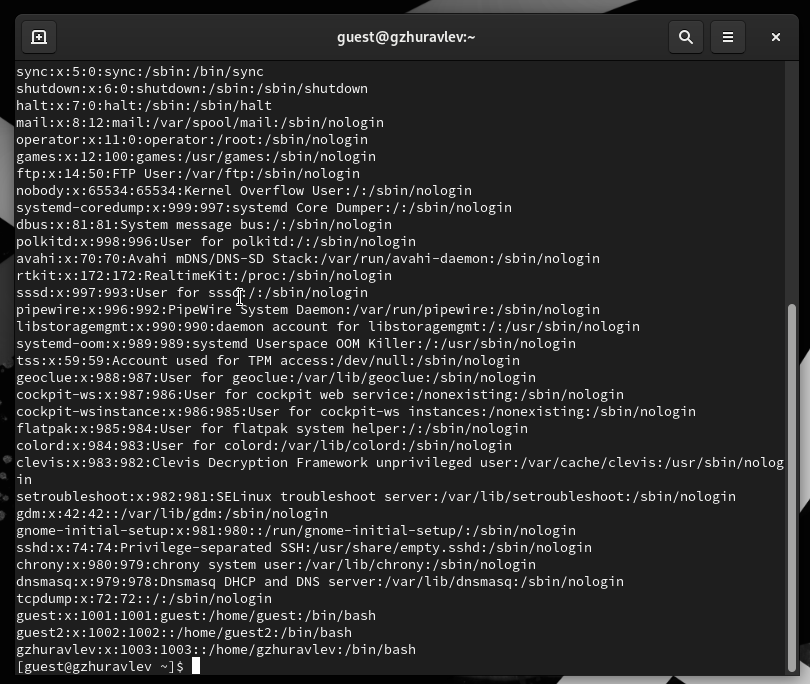 guest@gzhuravlev:~
sync:x:5:0:sync:/sbin:/bin/sync
shutdown:x:6:0:shutdown:/sbin:/sbin/shutdown
halt:x:7:0:halt:/sbin:/sbin/halt
mail:x:8:12:mail:/var/spool/mail:/sbin/nologin
operator:x:11:0:operator:/root:/sbin/nologin
games:x:12:100:games:/usr/games:/sbin/nologin
ftp:x:14:50:FTP User:/var/ftp:/sbin/nologin
nobody:x:65534:65534:Kernel Overflow User:/:/sbin/nologin
systemd-coredump:x:999:997:systemd Core Dumper:/:/sbin/nologin
dbus:x:81:81:System message bus:/:/sbin/nologin
polkitd:x:998:996:User for polkitd:/:/sbin/nologin
avahi:x:70:70:Avahi mDNS/DNS-SD Stack:/var/run/avahi-daemon:/sbin/nologin
rtkit:x:172:172:RealtimeKit:/proc:/sbin/nologin
sssd:x:997:993:User for sssd:/:/sbin/nologin
pipewire:x:996:992:PipeWire System Daemon:/var/run/pipewire:/sbin/nologin
libstoragemgmt:x:990:990:daemon account for libstoragemgmt:/:/usr/sbin/nologin
systemd-oom:x:989:989:systemd Userspace OOM Killer:/:/usr/sbin/nologin
tss:x:59:59:Account used for TPM access:/dev/null:/sbin/nologin
geoclue:x:988:987:User for geoclue:/var/lib/geoclue:/sbin/nologin
cockpit-ws:x:987:986:User for cockpit web service:/nonexisting:/sbin/nologin
cockpit-wsinstance:x:986:985:User for cockpit-ws instances:/nonexisting:/sbin/nologin
flatpak:x:985:984:User for flatpak system helper:/:/sbin/nologin
colord:x:984:983:User for colord:/var/lib/colord:/sbin/nologin
clevis:x:983:982:Clevis Decryption Framework unprivileged user:/var/cache/clevis:/usr/sbin/nolog
in
setroubleshoot:x:982:981:SELinux troubleshoot server:/var/lib/setroubleshoot:/sbin/nologin
gdm:x:42:42::/var/lib/gdm:/sbin/nologin
gnome-initial-setup:x:981:980::/run/gnome-initial-setup/:/sbin/nologin
sshd:x:74:74:Privilege-separated SSH:/usr/share/empty.sshd:/sbin/nologin
chrony:x:980:979:chrony system user:/var/lib/chrony:/sbin/nologin
dnsmasq:x:979:978:Dnsmasq DHCP and DNS server:/var/lib/dnsmasq:/sbin/nologin
tcpdump:x:72:72::/:/sbin/nologin
guest:x:1001:1001:guest:/home/guest:/bin/bash
guest2:x:1002:1002::/home/guest2:/bin/bash
gzhuravlev:x:1003:1003::/home/gzhuravlev:/bin/bash
[guest@gzhuravlev ~]$